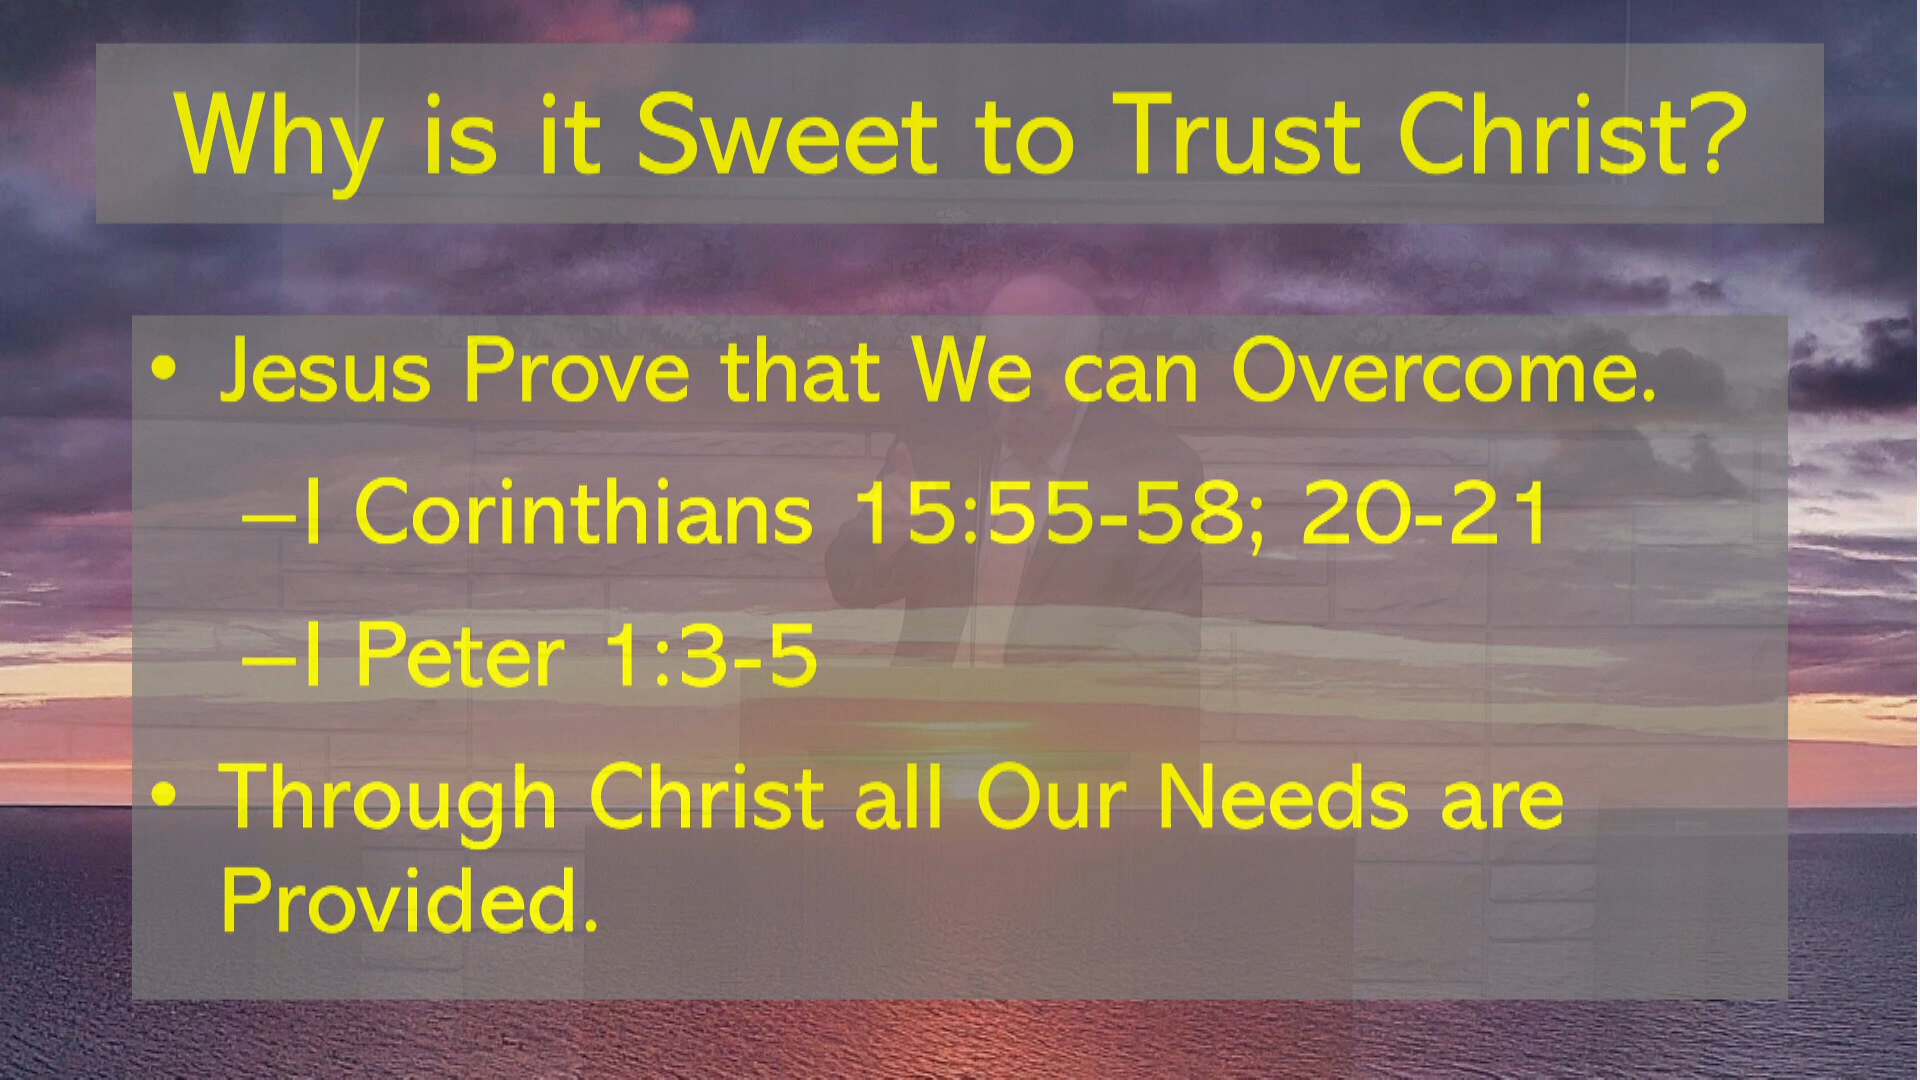 Why is it Sweet to Trust Christ?
• Jesus Prove that We can Overcome.
–I Corinthians 15:55-58; 20-21
–I Peter 1:3-5
• Through Christ all Our Needs are
Provided.